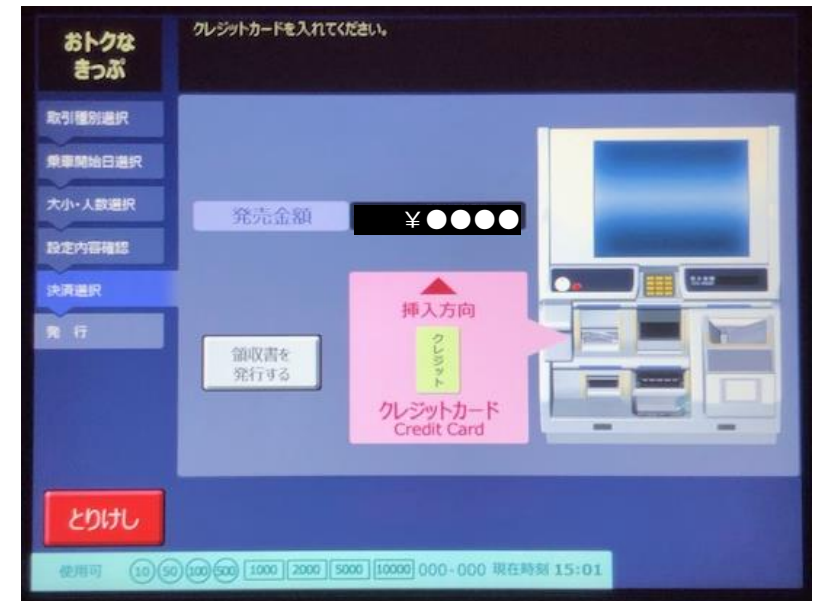 おトクな
きっぷ
クレジットカードを入れてください。
取引種別選択
乗車開始日選択
大小・人数選択
設定内容確認
決済選択
発 行
発売金額
￥●●●●
挿入方向
クレジット
クレジットカード
Credit Card
領収書を
発行する
とりけし
使用可 10 50 100 500 1000 2000 5000 10000 000-000 現在時刻 15:01